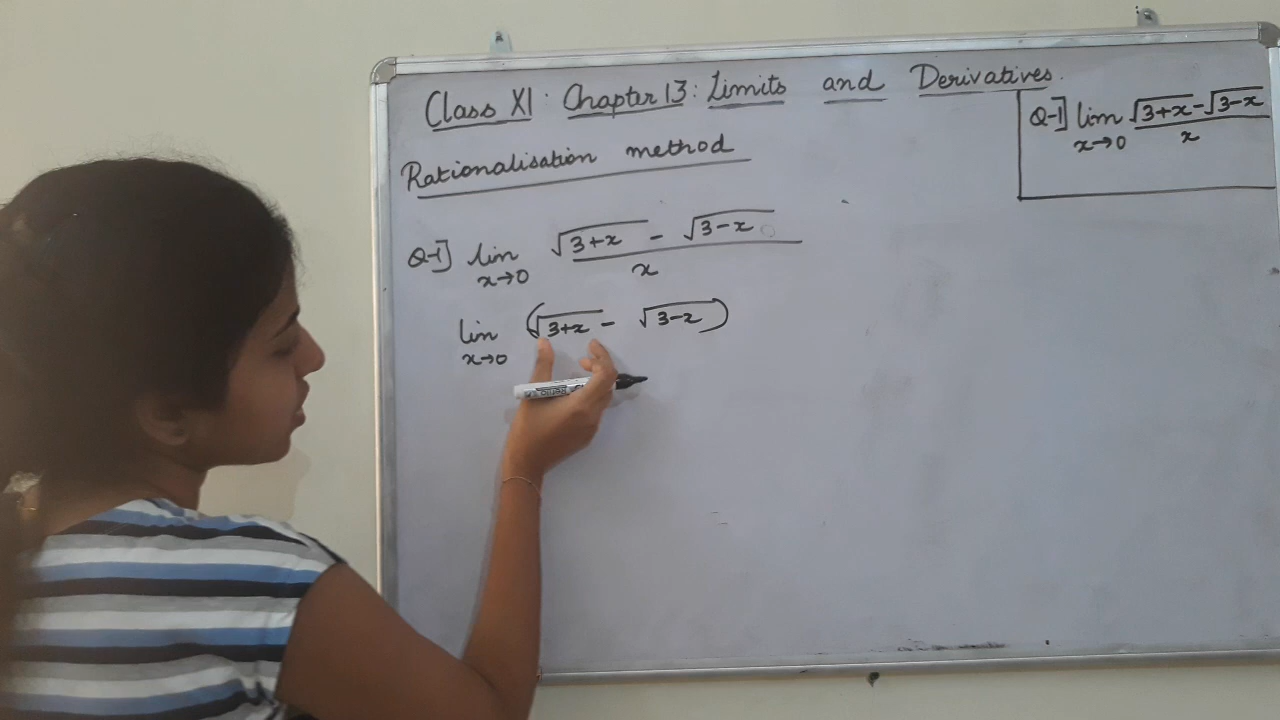 Class XI : Chapter 13 : Limits and Derivatives.
Rationalisation method
Q-1] lim x→0 √3+x - √3-x / x
lim x→0 (√3+x - √3-x)
Q-1] lim x→0 √3+x - √3-x / x